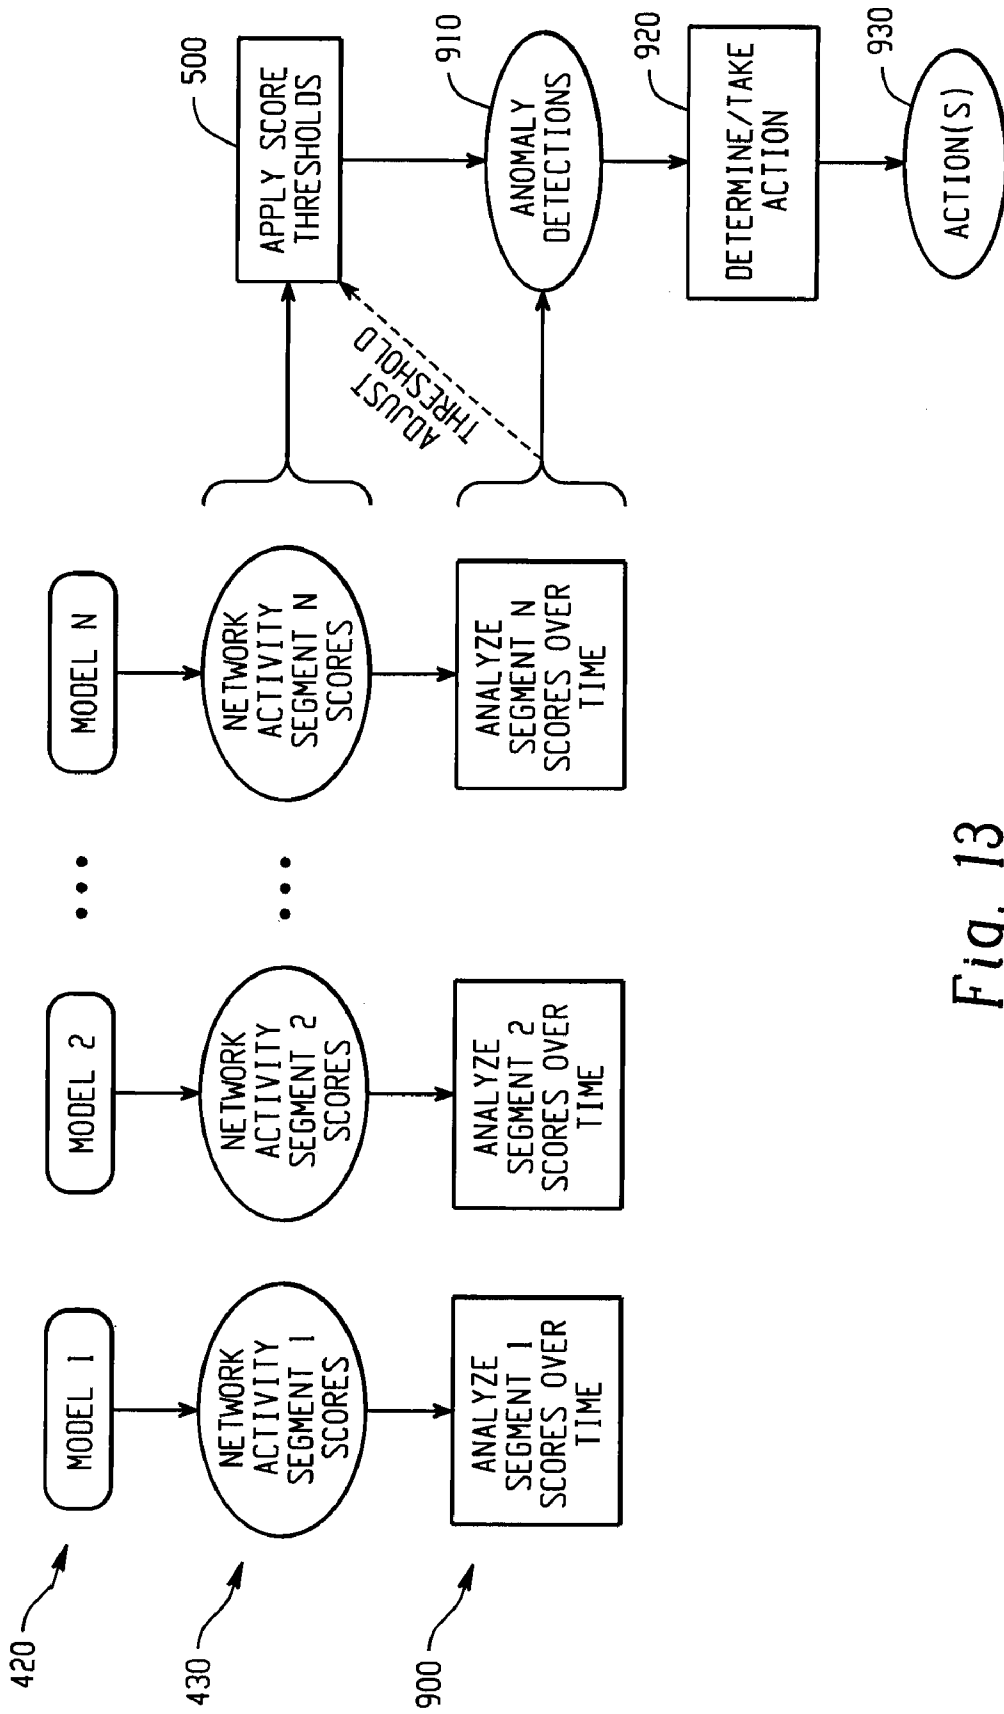 420
MODEL 1
MODEL 2
MODEL N
430
NETWORK
ACTIVITY
SEGMENT 1
SCORES
NETWORK
ACTIVITY
SEGMENT 2
SCORES
NETWORK
ACTIVITY
SEGMENT N
SCORES
500
APPLY SCORE
THRESHOLDS
ADJUST
THRESHOLD
900
ANALYZE
SEGMENT 1
SCORES OVER
TIME
ANALYZE
SEGMENT 2
SCORES OVER
TIME
ANALYZE
SEGMENT N
SCORES OVER
TIME
910
ANOMALY
DETECTIONS
920
DETERMINE/TAKE
ACTION
930
ACTION(S)
Fig. 13